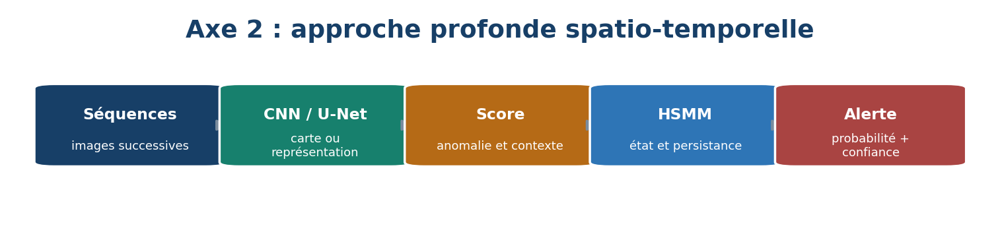 Axe 2 : approche profonde spatio-temporelle
Séquences
images successives
CNN / U-Net
carte ou
représentation
Score
anomalie et contexte
HSMM
état et persistance
Alerte
probabilité +
confiance